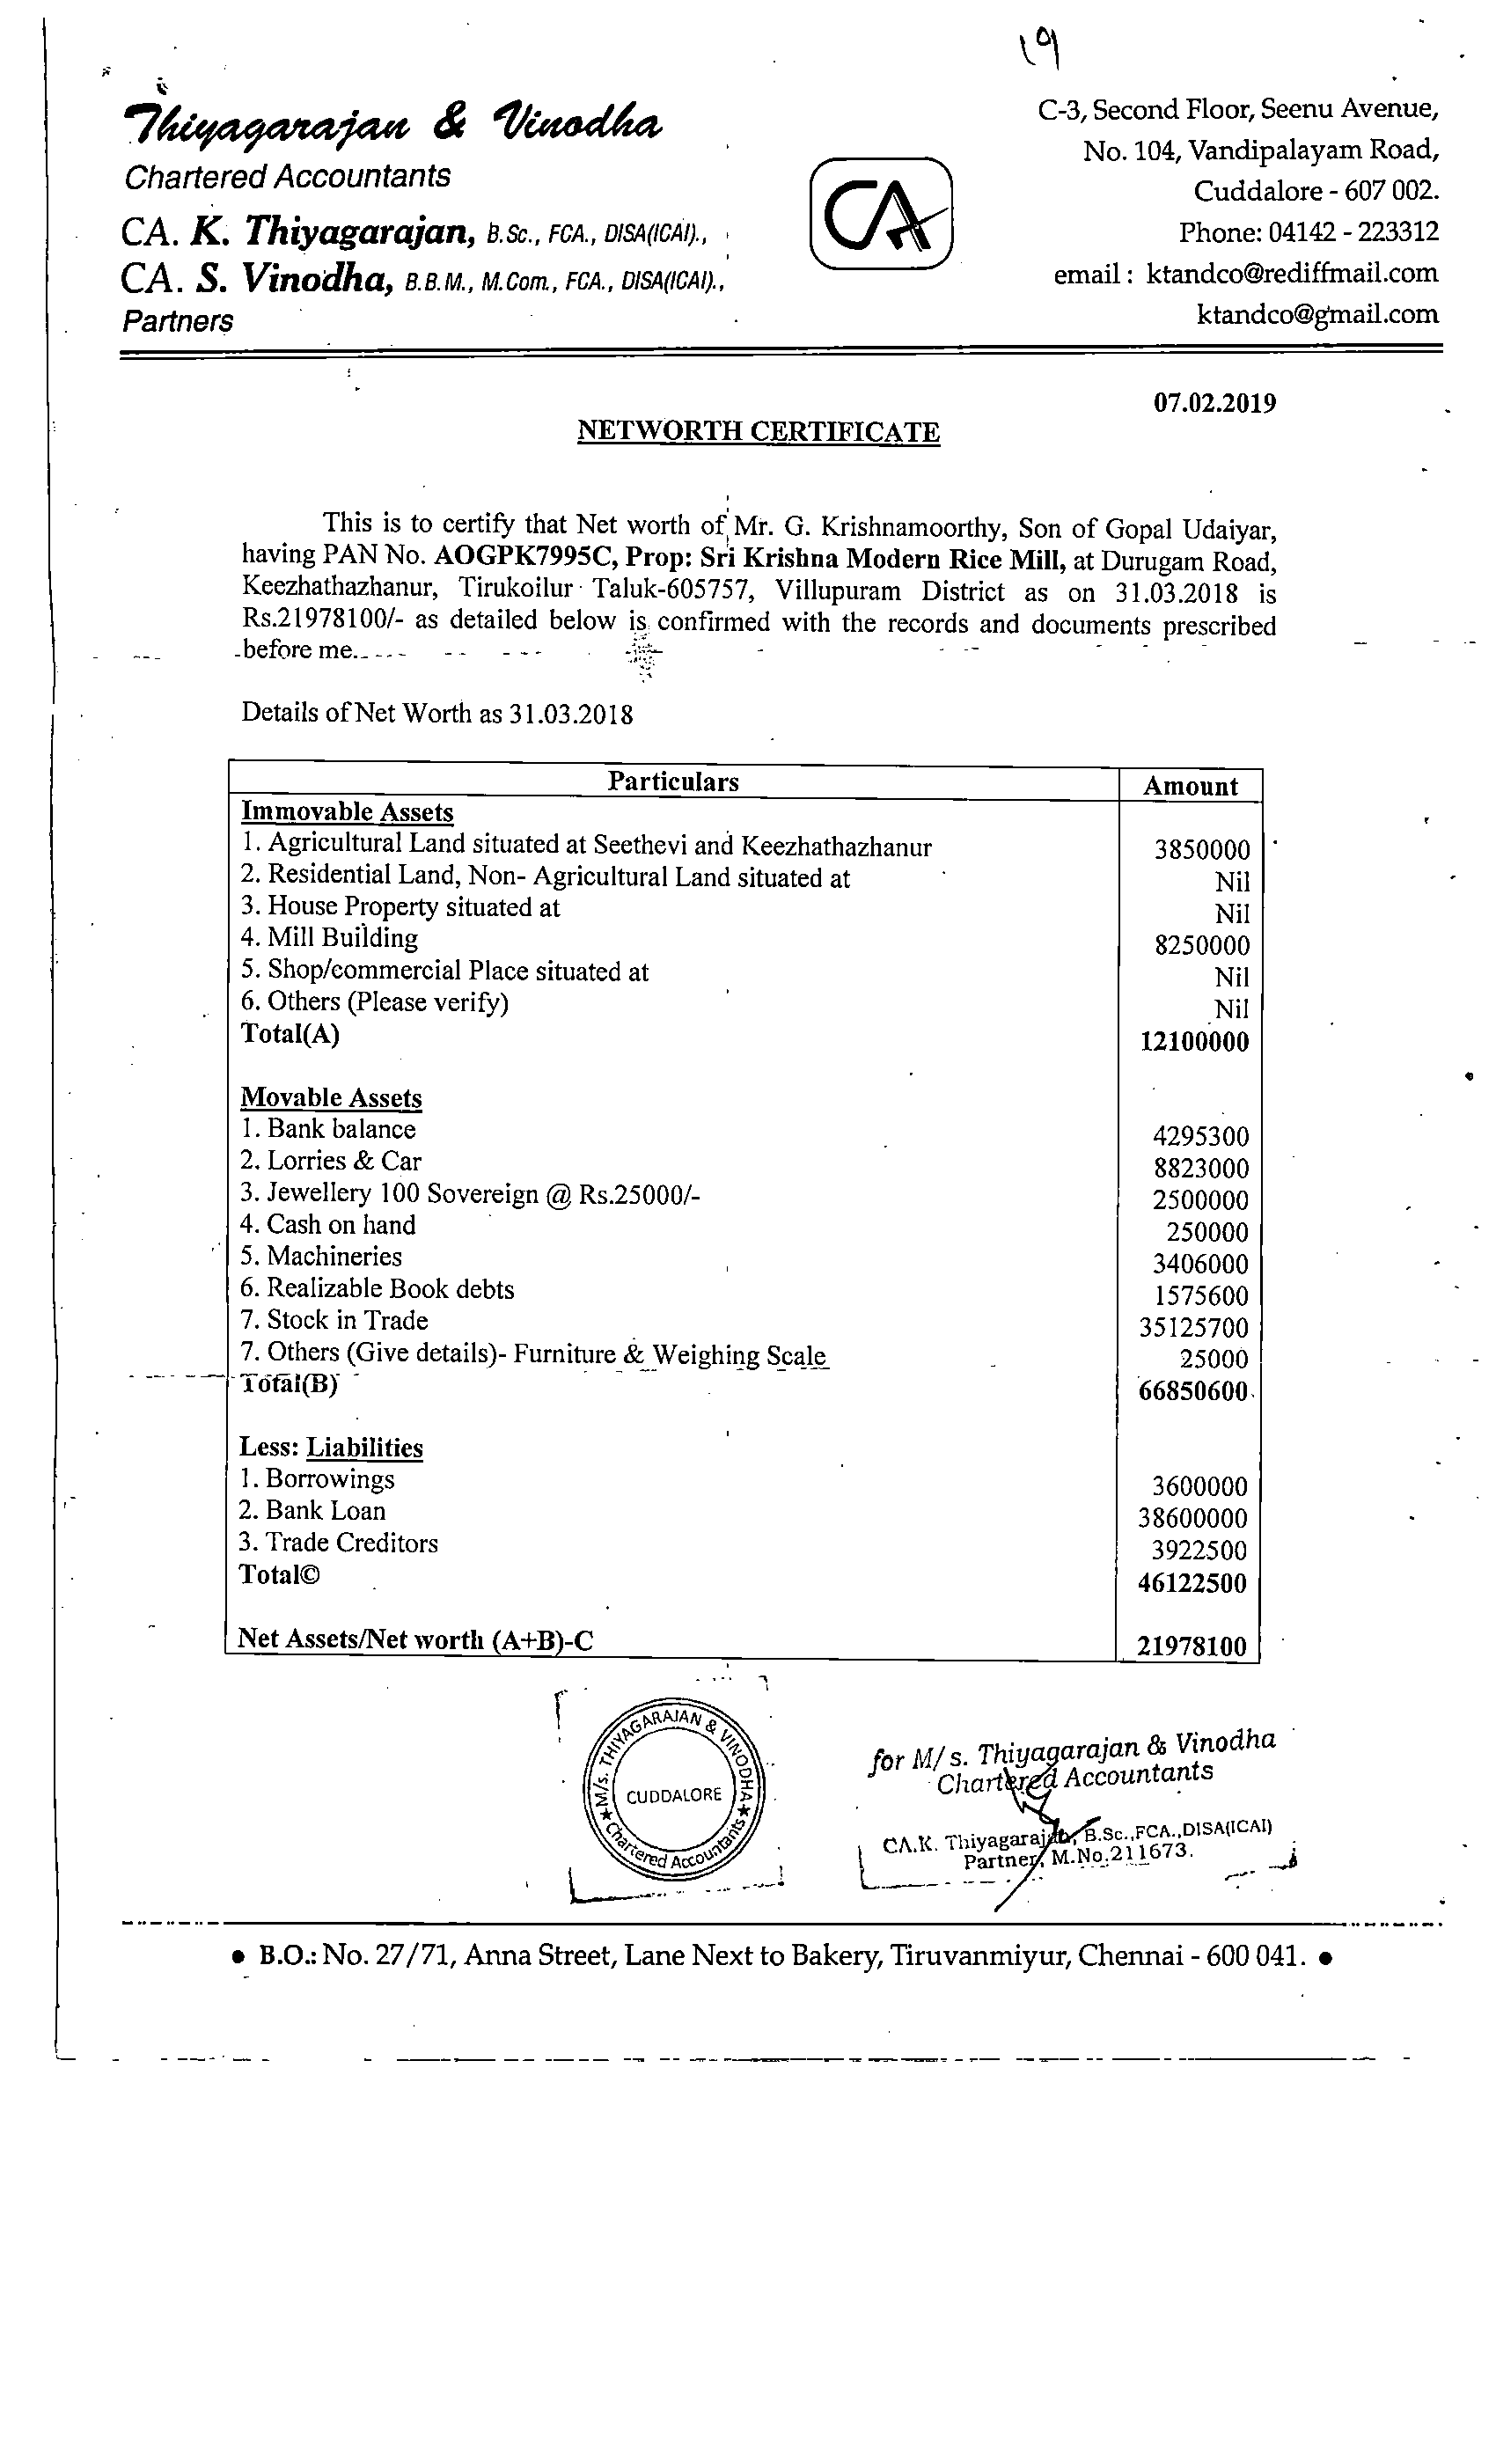 19
Thiyagarajan & Vinodha
Chartered Accountants
CA. K. Thiyagarajan, B.Sc., FCA., DISA(ICAI).,
CA. S. Vinodha, B.B.M., M.Com., FCA., DISA(ICAI).,
Partners
CA
C-3, Second Floor, Seenu Avenue,
No. 104, Vandipalayam Road,
Cuddalore - 607 002.
Phone: 04142 - 223312
email : ktandco@rediffmail.com
ktandco@gmail.com
07.02.2019
NETWORTH CERTIFICATE
This is to certify that Net worth of Mr. G. Krishnamoorthy, Son of Gopal Udaiyar,
having PAN No. AOGPK7995C, Prop: Sri Krishna Modern Rice Mill, at Durugam Road,
Keezhathazhanur, Tirukoilur Taluk-605757, Villupuram District as on 31.03.2018 is
Rs.21978100/- as detailed below is confirmed with the records and documents prescribed
before me.
Details of Net Worth as 31.03.2018
Particulars Amount
Immovable Assets
1. Agricultural Land situated at Seethevi and Keezhathazhanur 3850000
2. Residential Land, Non- Agricultural Land situated at Nil
3. House Property situated at Nil
4. Mill Building 8250000
5. Shop/commercial Place situated at Nil
6. Others (Please verify) Nil
Total(A) 12100000
Movable Assets
1. Bank balance 4295300
2. Lorries & Car 8823000
3. Jewellery 100 Sovereign @ Rs.25000/- 2500000
4. Cash on hand 250000
5. Machineries 3406000
6. Realizable Book debts 1575600
7. Stock in Trade 35125700
7. Others (Give details)- Furniture & Weighing Scale 25000
Total(B) 66850600
Less: Liabilities
1. Borrowings 3600000
2. Bank Loan 38600000
3. Trade Creditors 3922500
Total© 46122500
Net Assets/Net worth (A+B)-C 21978100
M/s. THIYAGARAJAN & VINODHA
CUDDALORE
★ Chartered Accountants ★
for M/s. Thiyagarajan & Vinodha
Chartered Accountants
CA.K. Thiyagarajan, B.Sc.,FCA.,DISA(ICAI)
Partner, M.No.211673.
● B.O.: No. 27/71, Anna Street, Lane Next to Bakery, Tiruvanmiyur, Chennai - 600 041. ●